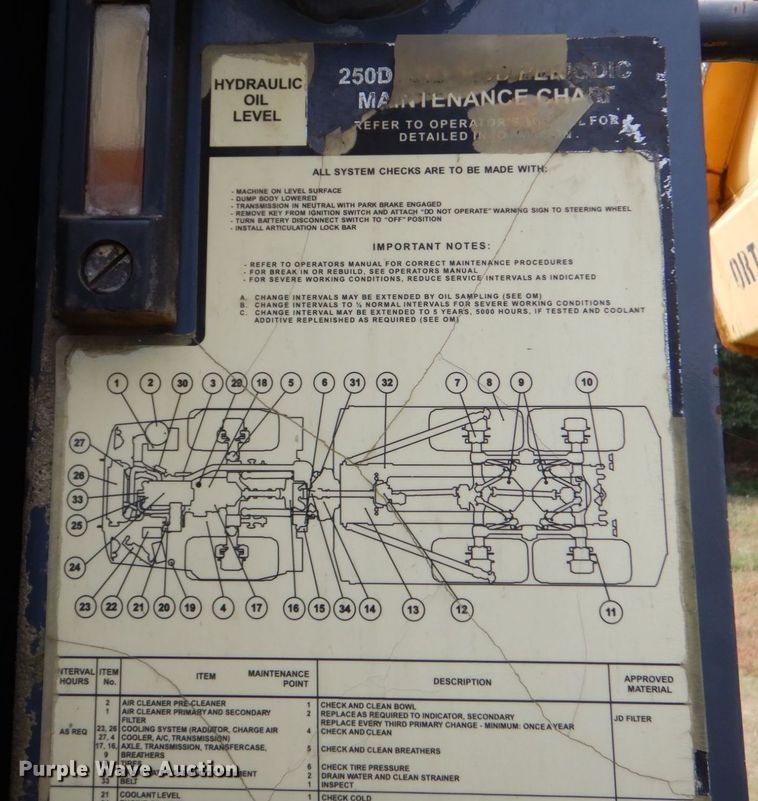 HYDRAULIC
OIL
LEVEL
250D PERIODIC
MAINTENANCE CHART
REFER TO OPERATOR'S FOR
DETAILED
ALL SYSTEM CHECKS ARE TO BE MADE WITH:
- MACHINE ON LEVEL SURFACE
- DUMP BODY LOWERED
- TRANSMISSION IN NEUTRAL WITH PARK BRAKE ENGAGED
- REMOVE KEY FROM IGNITION SWITCH AND ATTACH "DO NOT OPERATE" WARNING SIGN TO STEERING WHEEL
- TURN BATTERY DISCONNECT SWITCH TO "OFF" POSITION
- INSTALL ARTICULATION LOCK BAR
IMPORTANT NOTES:
- REFER TO OPERATORS MANUAL FOR CORRECT MAINTENANCE PROCEDURES
- FOR BREAK IN OR REBUILD, SEE OPERATORS MANUAL
- FOR SEVERE WORKING CONDITIONS, REDUCE SERVICE INTERVALS AS INDICATED
A. CHANGE INTERVALS MAY BE EXTENDED BY OIL SAMPLING (SEE OM)
B. CHANGE INTERVALS TO ½ NORMAL INTERVALS FOR SEVERE WORKING CONDITIONS
C. CHANGE INTERVAL MAY BE EXTENDED TO 5 YEARS, 5000 HOURS, IF TESTED AND COOLANT
ADDITIVE REPLENISHED AS REQUIRED (SEE OM)
1 2 30 3 29 18 5 6 31 32 7 8 9 10
27
26
33
25
24
23 22 21 20 19 4 17 16 15 34 14 13 12 11
INTERVAL HOURS ITEM No. ITEM MAINTENANCE POINT DESCRIPTION APPROVED MATERIAL
2 AIR CLEANER PRE-CLEANER 1 CHECK AND CLEAN BOWL
1 AIR CLEANER PRIMARY AND SECONDARY 2 REPLACE AS REQUIRED TO INDICATOR, SECONDARY
FILTER REPLACE EVERY THIRD PRIMARY CHANGE - MINIMUM: ONCE A YEAR JD FILTER
AS REQ 23, 26 COOLING SYSTEM (RADIATOR, CHARGE AIR 4 CHECK AND CLEAN
27, 4 COOLER, A/C, TRANSMISSION)
17, 16, AXLE, TRANSMISSION, TRANSFERCASE, 5 CHECK AND CLEAN BREATHERS
9 BREATHERS
TIRES 6 CHECK TIRE PRESSURE
2 DRAIN WATER AND CLEAN STRAINER
33 BELT 1 INSPECT
21 COOLANT LEVEL 1 CHECK COLD
Purple Wave Auction
ORT